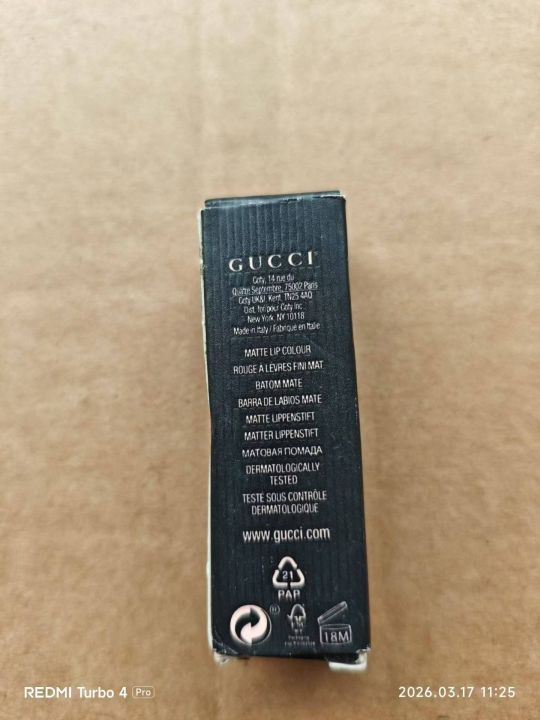 GUCCI
Coty, 14 rue du
Quatre Septembre, 75002 Paris
Coty UK&I, Kent, TN25 4AQ
Dist. for/pour Coty Inc.
New York, NY 10118
Made in Italy / Fabriqué en Italie
MATTE LIP COLOUR
ROUGE À LÈVRES FINI MAT
BATOM MATE
BARRA DE LABIOS MATE
MATTE LIPPENSTIFT
MATTER LIPPENSTIFT
МАТОВАЯ ПОМАДА
DERMATOLOGICALLY
TESTED
TESTÉ SOUS CONTRÔLE
DERMATOLOGIQUE
www.gucci.com
21
PAP
®
18M
REDMI Turbo 4 Pro
2026.03.17 11:25